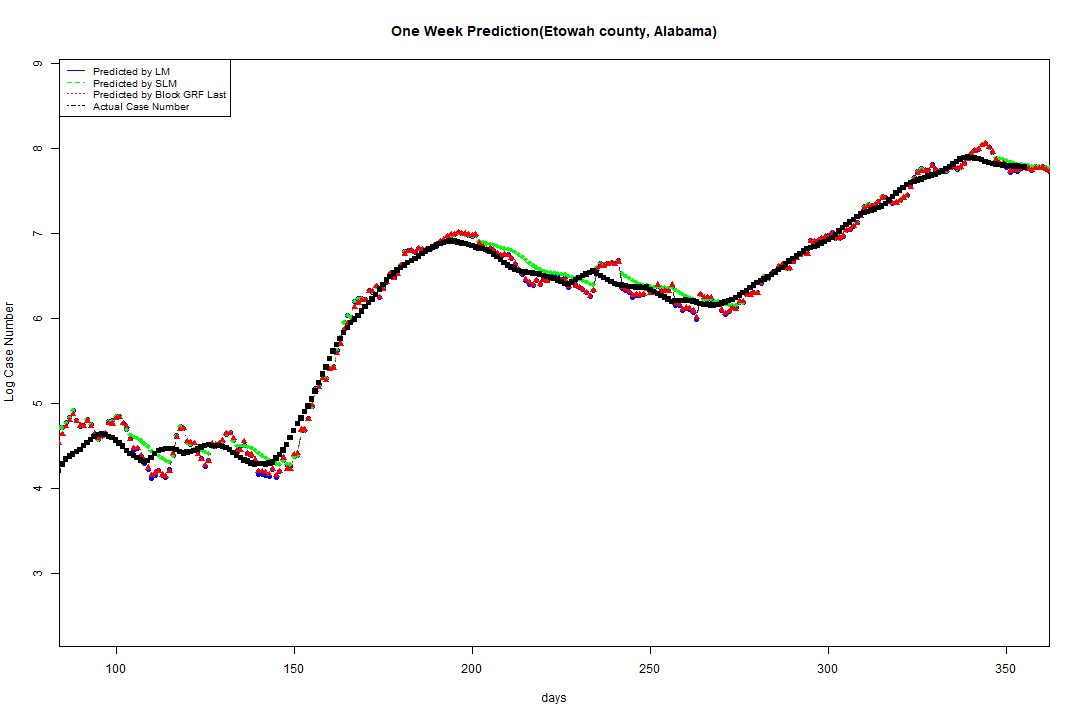 One Week Prediction(Etowah county, Alabama)
Predicted by LM
Predicted by SLM
Predicted by Block GRF Last
Actual Case Number
9
8
7
6
5
4
3
Log Case Number
100 150 200 250 300 350
days